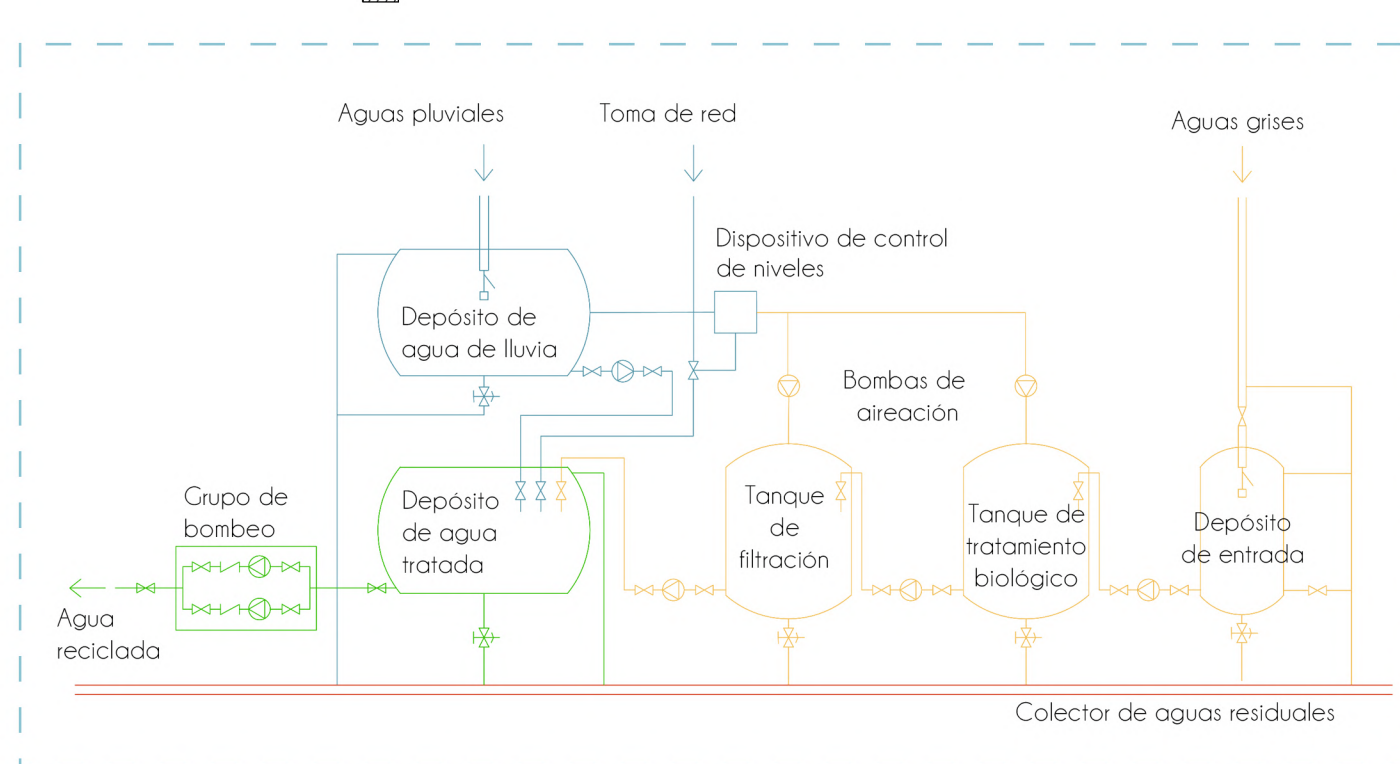 Aguas pluviales
Toma de red
Aguas grises
Dispositivo de control
de niveles
Depósito de
agua de lluvia
Bombas de
aireación
Grupo de
bombeo
Depósito
de agua
tratada
Tanque
de
filtración
Tanque de
tratamiento
biológico
Depósito
de entrada
Agua
reciclada
Colector de aguas residuales